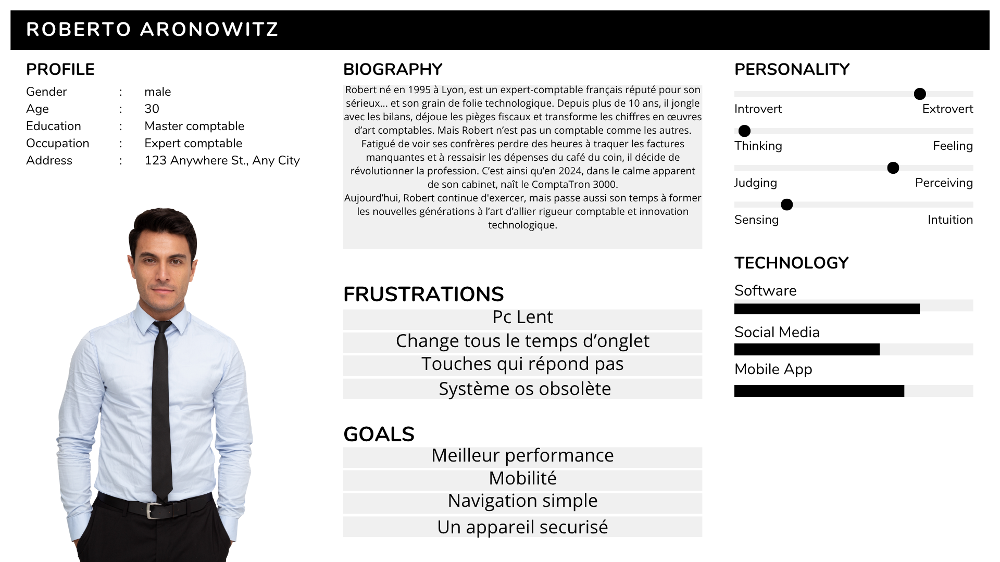 ROBERTO ARONOWITZ
PROFILE
Gender : male
Age : 30
Education : Master comptable
Occupation : Expert comptable
Address : 123 Anywhere St., Any City
BIOGRAPHY
Robert né en 1995 à Lyon, est un expert-comptable français réputé pour son
sérieux... et son grain de folie technologique. Depuis plus de 10 ans, il jongle
avec les bilans, déjoue les pièges fiscaux et transforme les chiffres en œuvres
d’art comptables. Mais Robert n’est pas un comptable comme les autres.
Fatigué de voir ses confrères perdre des heures à traquer les factures
manquantes et à ressaisir les dépenses du café du coin, il décide de
révolutionner la profession. C’est ainsi qu’en 2024, dans le calme apparent
de son cabinet, naît le ComptaTron 3000.
Aujourd’hui, Robert continue d'exercer, mais passe aussi son temps à former
les nouvelles générations à l’art d’allier rigueur comptable et innovation
technologique.
FRUSTRATIONS
Pc Lent
Change tous le temps d’onglet
Touches qui répond pas
Système os obsolète
GOALS
Meilleur performance
Mobilité
Navigation simple
Un appareil securisé
PERSONALITY
Introvert Extrovert
Thinking Feeling
Judging Perceiving
Sensing Intuition
TECHNOLOGY
Software
Social Media
Mobile App